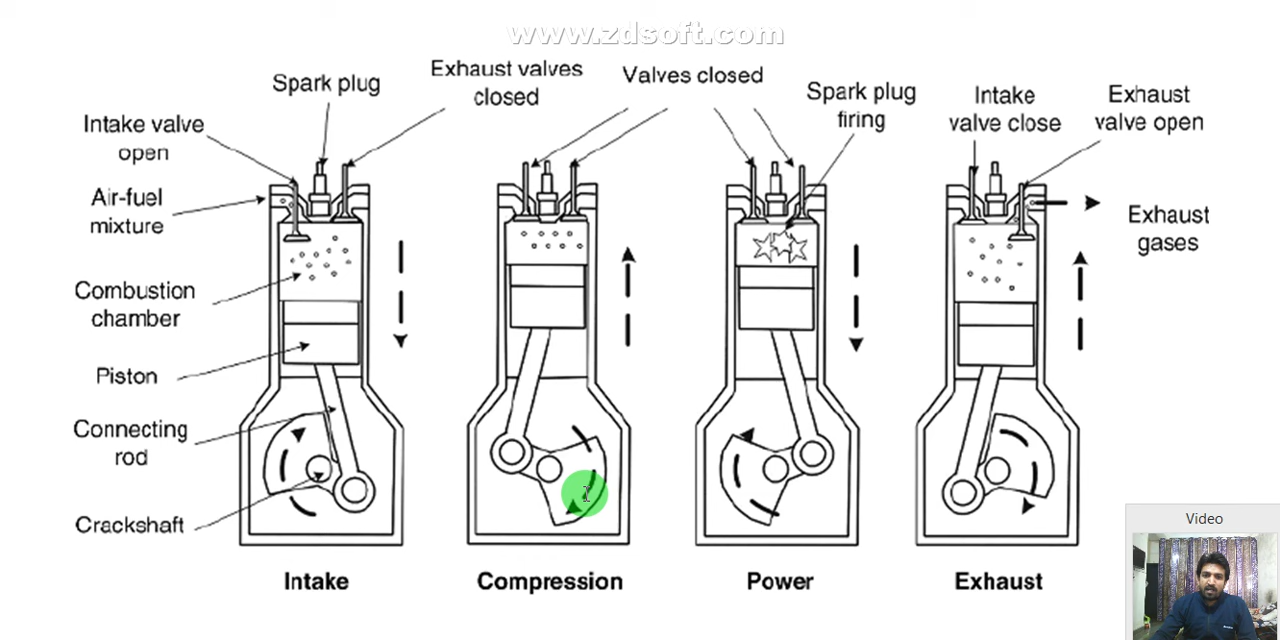 www.zdsoft.com
Spark plug
Exhaust valves
closed
Valves closed
Spark plug
firing
Intake
valve close
Exhaust
valve open
Intake valve
open
Air-fuel
mixture
Exhaust
gases
Combustion
chamber
Piston
Connecting
rod
Crackshaft
Video
Intake
Compression
Power
Exhaust